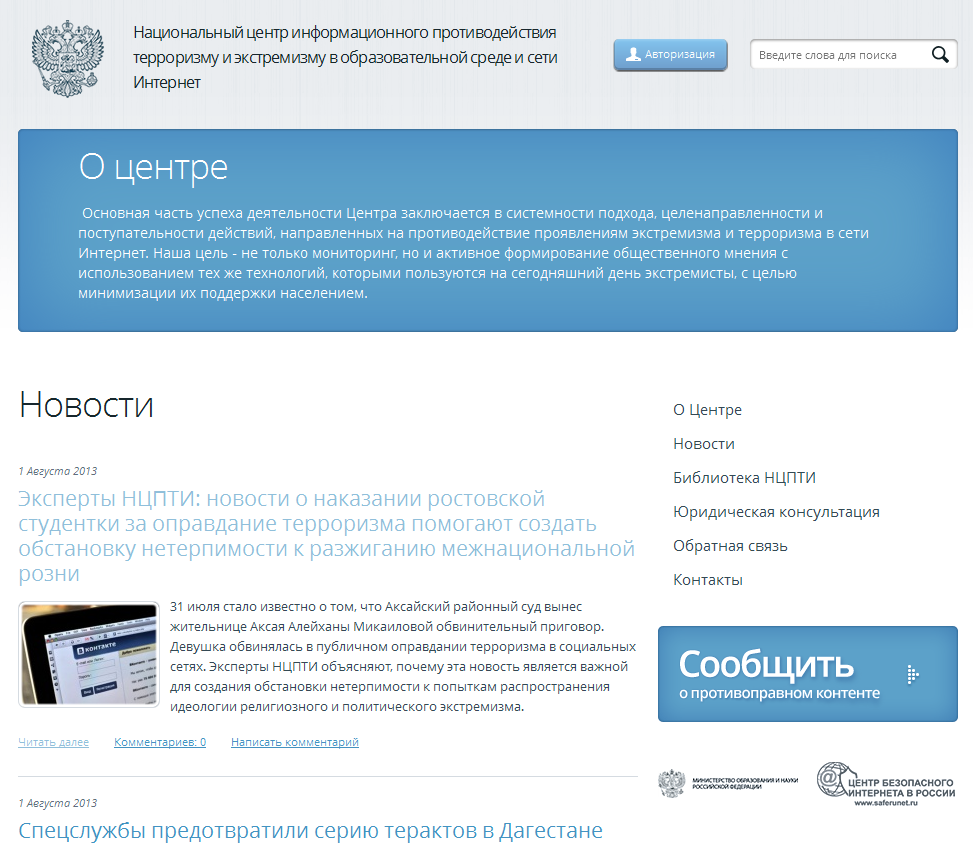 Национальный центр информационного противодействия
терроризму и экстремизму в образовательной среде и сети
Интернет
Авторизация
Введите слова для поиска
О центре
Основная часть успеха деятельности Центра заключается в системности подхода, целенаправленности и
поступательности действий, направленных на противодействие проявлениям экстремизма и терроризма в сети
Интернет. Наша цель - не только мониторинг, но и активное формирование общественного мнения с
использованием тех же технологий, которыми пользуются на сегодняшний день экстремисты, с целью
минимизации их поддержки населением.
Новости
1 Августа 2013
Эксперты НЦПТИ: новости о наказании ростовской
студентки за оправдание терроризма помогают создать
обстановку нетерпимости к разжиганию межнациональной
розни
в контакте
31 июля стало известно о том, что Аксайский районный суд вынес
жительнице Аксая Алейханы Микаиловой обвинительный приговор.
Девушка обвинялась в публичном оправдании терроризма в социальных
сетях. Эксперты НЦПТИ объясняют, почему эта новость является важной
для создания обстановки нетерпимости к попыткам распространения
идеологии религиозного и политического экстремизма.
Читать далее
Комментариев: 0
Написать комментарий
1 Августа 2013
Спецслужбы предотвратили серию терактов в Дагестане
О Центре
Новости
Библиотека НЦПТИ
Юридическая консультация
Обратная связь
Контакты
Сообщить
о противоправном контенте
МИНИСТЕРСТВО ОБРАЗОВАНИЯ И НАУКИ
РОССИЙСКОЙ ФЕДЕРАЦИИ
ЦЕНТР БЕЗОПАСНОГО
ИНТЕРНЕТА В РОССИИ
www.saferunet.ru